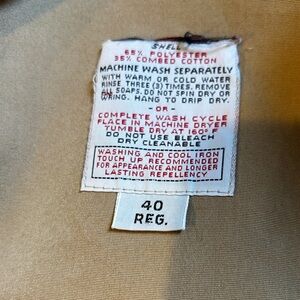 SHELL
65% POLYESTER
35% COMBED COTTON
MACHINE WASH SEPARATELY
WITH WARM OR COLD WATER
RINSE THREE (3) TIMES. REMOVE
ALL SOAPS. DO NOT SPIN DRY OR
WRING. HANG TO DRIP DRY.
- OR -
COMPLETE WASH CYCLE
PLACE IN MACHINE DRYER
TUMBLE DRY AT 160° F
DO NOT USE BLEACH
DRY CLEANABLE
WASHING AND COOL IRON
TOUCH UP RECOMMENDED
FOR APPEARANCE AND LONGER
LASTING REPELLENCY
40
REG.